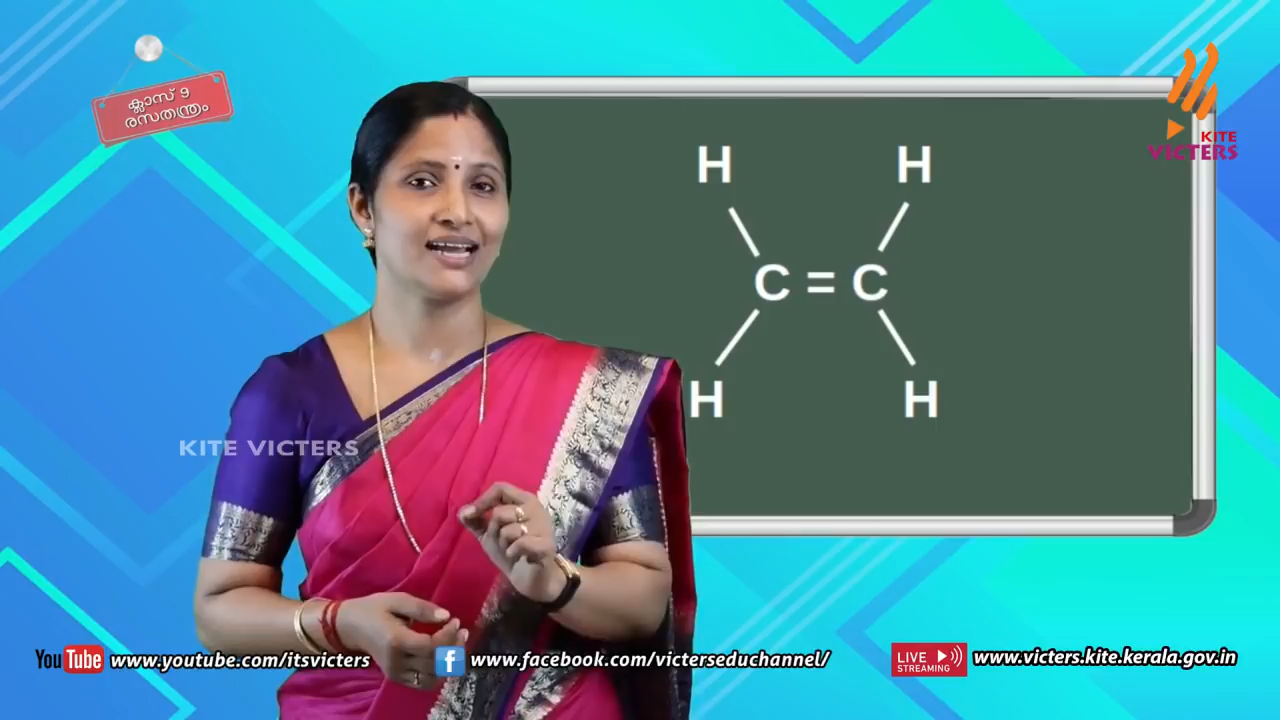 ക്ലാസ് 9
രസതന്ത്രം
KITE
VICTERS
H H
C = C
H H
KITE VICTERS
YouTube www.youtube.com/itsvicters f www.facebook.com/victerseduchannel/ LIVE STREAMING www.victers.kite.kerala.gov.in